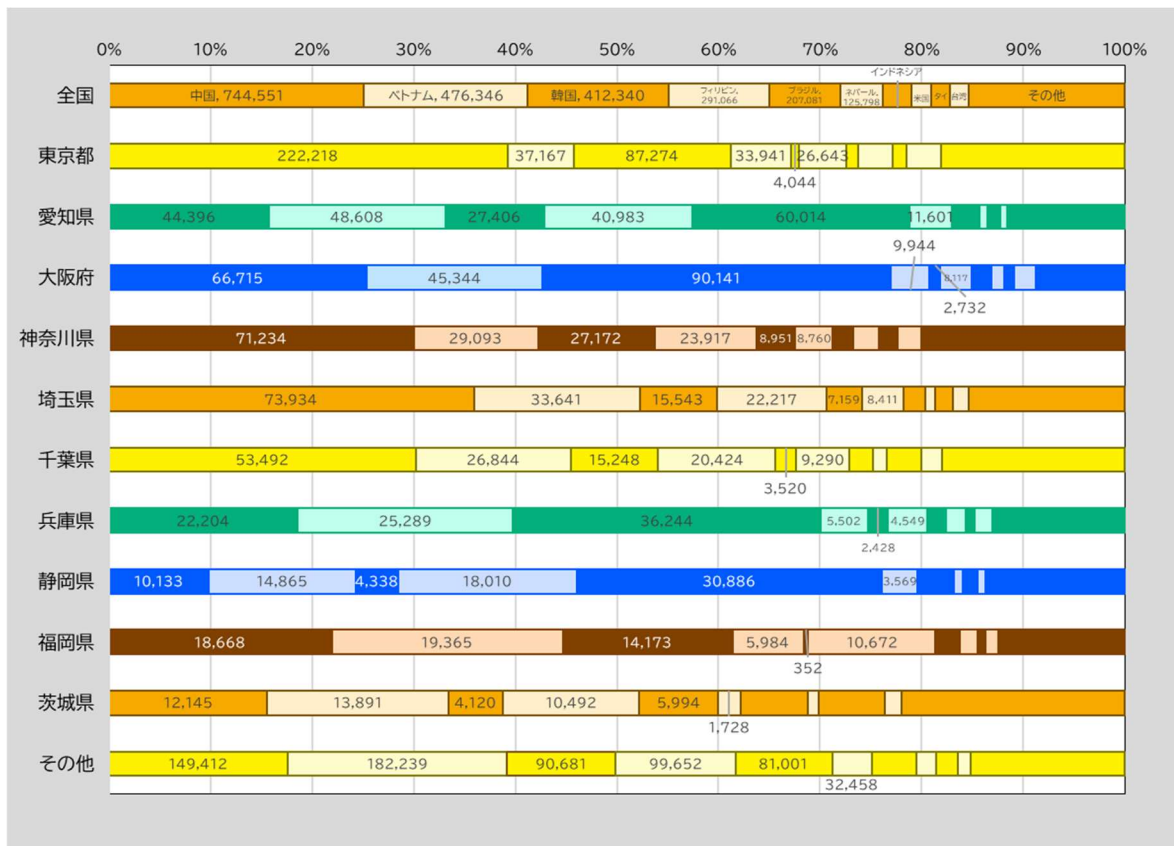 0% 10% 20% 30% 40% 50% 60% 70% 80% 90% 100%
インドネシア
全国 中国, 744,551 ベトナム, 476,346 韓国, 412,340 フィリピン, 291,066 ブラジル, 207,081 ネパール, 125,798 米国 タイ 台湾 その他
東京都 222,218 37,167 87,274 33,941 26,643
4,044
愛知県 44,396 48,608 27,406 40,983 60,014 11,601
9,944
大阪府 66,715 45,344 90,141 8,117
2,732
神奈川県 71,234 29,093 27,172 23,917 8,951 8,760
埼玉県 73,934 33,641 15,543 22,217 7,159 8,411
千葉県 53,492 26,844 15,248 20,424 9,290
3,520
兵庫県 22,204 25,289 36,244 5,502 4,549
2,428
静岡県 10,133 14,865 4,338 18,010 30,886 3,569
福岡県 18,668 19,365 14,173 5,984 10,672
352
茨城県 12,145 13,891 4,120 10,492 5,994
1,728
その他 149,412 182,239 90,681 99,652 81,001
32,458